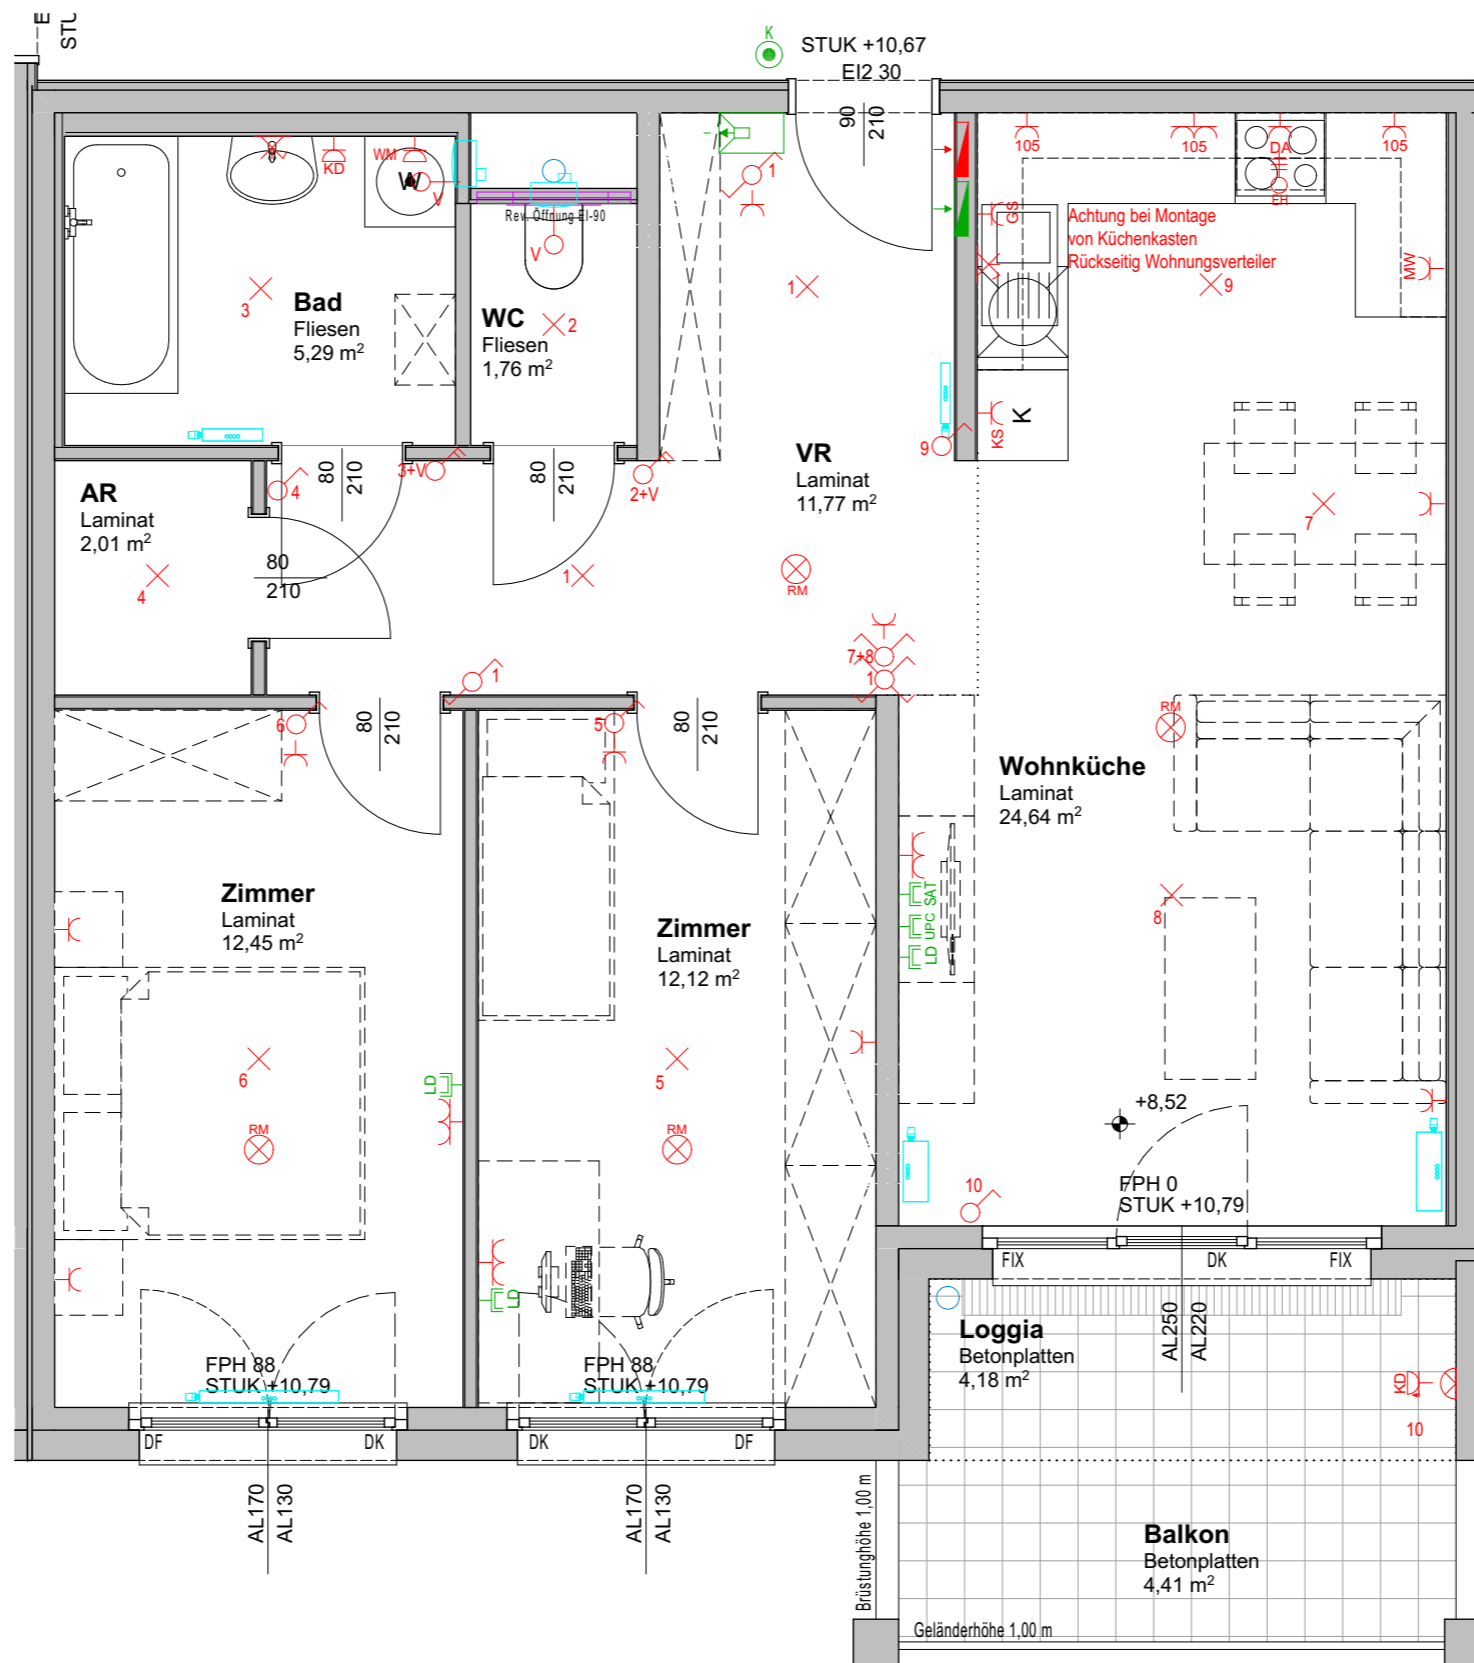 E
STU
K
STUK +10,67
EI2 30
90
210
105
105
DA
105
EH
KD
WM
W
V
1
Rev. Öffnung EI-90
V
GS
Achtung bei Montage
von Küchenkasten
Rückseitig Wohnungsverteiler
MW
3
Bad
Fliesen
5,29 m²
WC
Fliesen
1,76 m²
2
1
9
KS
K
9
VR
Laminat
11,77 m²
AR
Laminat
2,01 m²
4
80
210
3+V
80
210
2+V
7
4
80
210
1
RM
7+8
1
1
6
80
210
5
80
210
RM
Wohnküche
Laminat
24,64 m²
Zimmer
Laminat
12,45 m²
Zimmer
Laminat
12,12 m²
SAT
UPC
LD
8
6
LD
5
RM
RM
+8,52
10
FPH 0
STUK +10,79
LD
FIX
DK
FIX
AL250
AL220
Loggia
Betonplatten
4,18 m²
KD
10
FPH 88
STUK +10,79
FPH 88
STUK +10,79
DF
DK
DK
DF
AL170
AL130
AL170
AL130
Brüstunghöhe 1,00 m
Balkon
Betonplatten
4,41 m²
Geländerhöhe 1,00 m